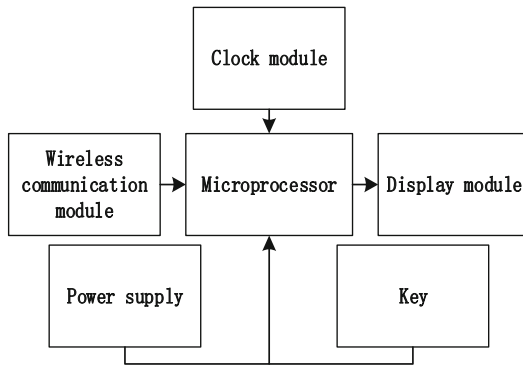 Clock module
Wireless
communication
module
Microprocessor
Display module
Power supply
Key